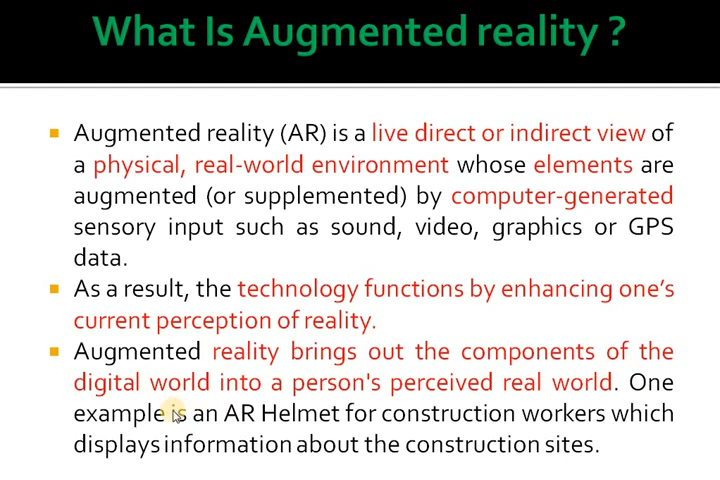 What Is Augmented reality ?
Augmented reality (AR) is a live direct or indirect view of
a physical, real-world environment whose elements are
augmented (or supplemented) by computer-generated
sensory input such as sound, video, graphics or GPS
data.
As a result, the technology functions by enhancing one’s
current perception of reality.
Augmented reality brings out the components of the
digital world into a person's perceived real world. One
example is an AR Helmet for construction workers which
displays information about the construction sites.